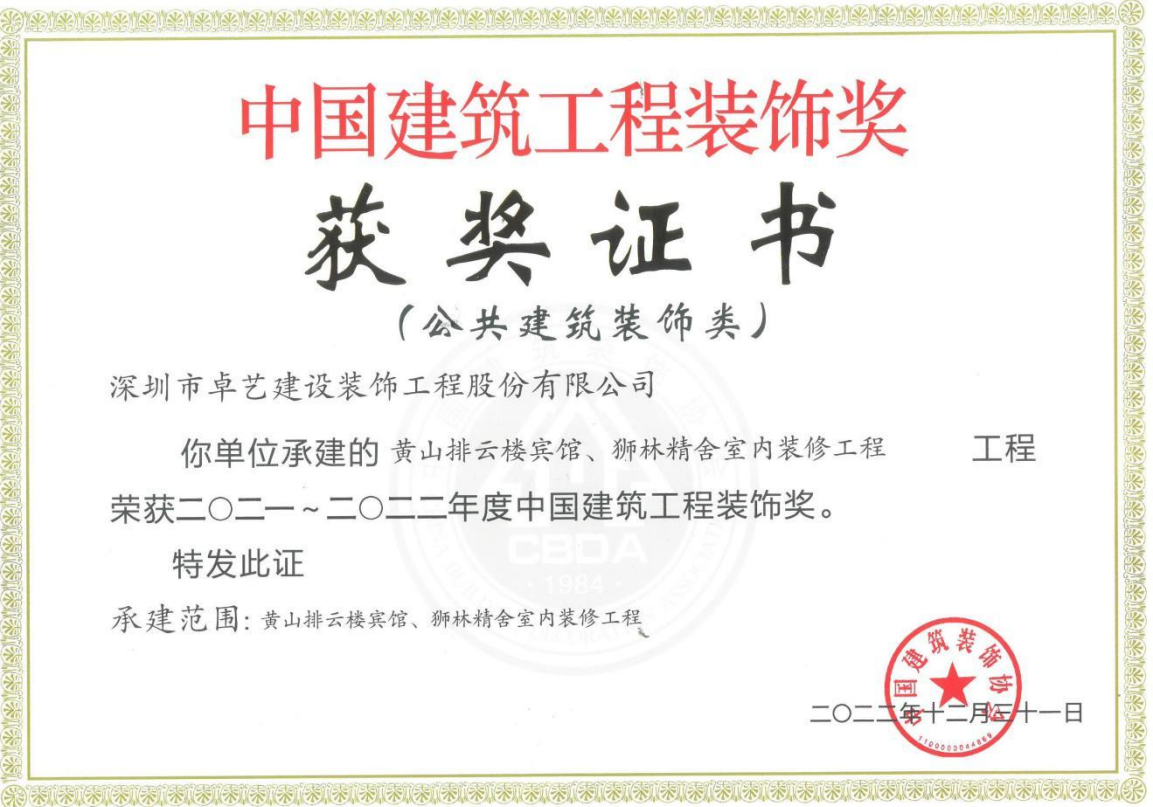 中国建筑工程装饰奖
获奖证书
（公共建筑装饰类）
深圳市卓艺建设装饰工程股份有限公司
你单位承建的 黄山排云楼宾馆、狮林精舍室内装修工程 工程
荣获二〇二一~二〇二二年度中国建筑工程装饰奖。
CBDA
特发此证
·1984·
承建范围：黄山排云楼宾馆、狮林精舍室内装修工程
中国建筑装饰协会
二〇二二年十二月三十一日